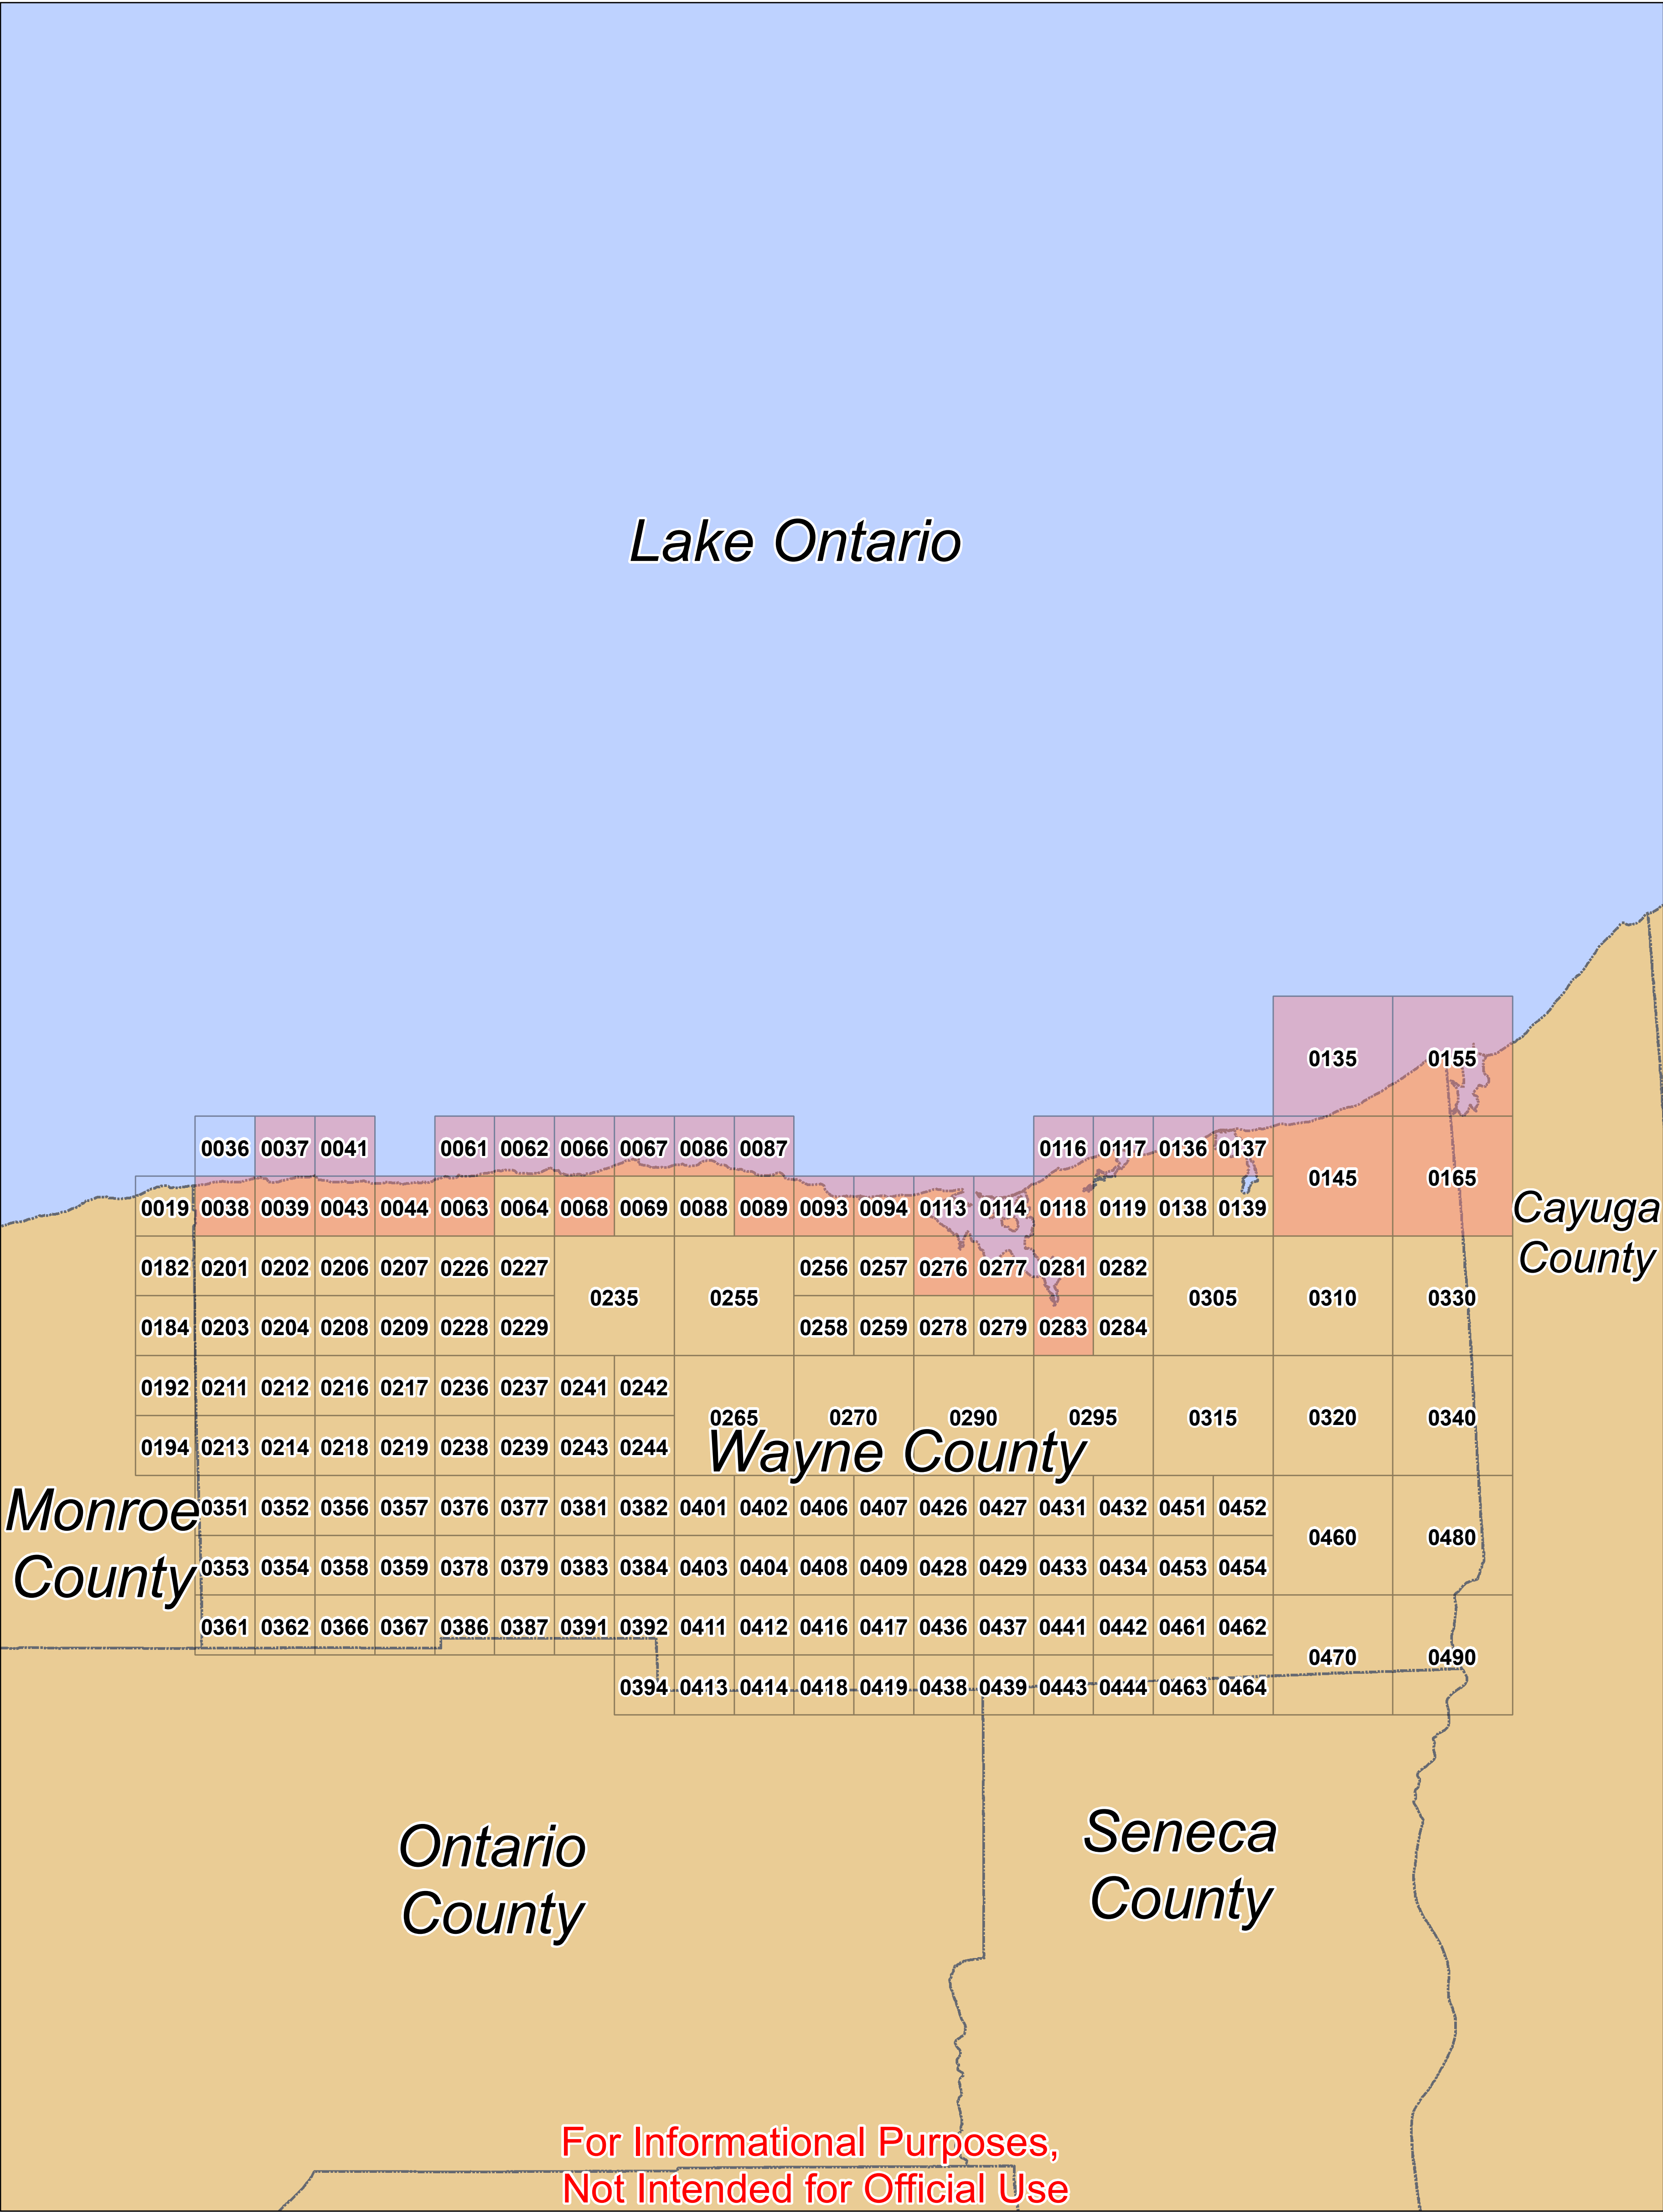 Lake Ontario
0135 0155
0036 0037 0041 0061 0062 0066 0067 0086 0087 0116 0117 0136 0137
0145 0165
0019 0038 0039 0043 0044 0063 0064 0068 0069 0088 0089 0093 0094 0113 0114 0118 0119 0138 0139
Cayuga
County
0182 0201 0202 0206 0207 0226 0227 0256 0257 0276 0277 0281 0282
0235 0255 0305 0310 0330
0184 0203 0204 0208 0209 0228 0229 0258 0259 0278 0279 0283 0284
0192 0211 0212 0216 0217 0236 0237 0241 0242
0265 0270 0290 0295 0315 0320 0340
0194 0213 0214 0218 0219 0238 0239 0243 0244
Wayne County
Monroe
County
0351 0352 0356 0357 0376 0377 0381 0382 0401 0402 0406 0407 0426 0427 0431 0432 0451 0452
0460 0480
0353 0354 0358 0359 0378 0379 0383 0384 0403 0404 0408 0409 0428 0429 0433 0434 0453 0454
0361 0362 0366 0367 0386 0387 0391 0392 0411 0412 0416 0417 0436 0437 0441 0442 0461 0462
0470 0490
0394 0413 0414 0418 0419 0438 0439 0443 0444 0463 0464
Ontario
County
Seneca
County
For Informational Purposes,
Not Intended for Official Use